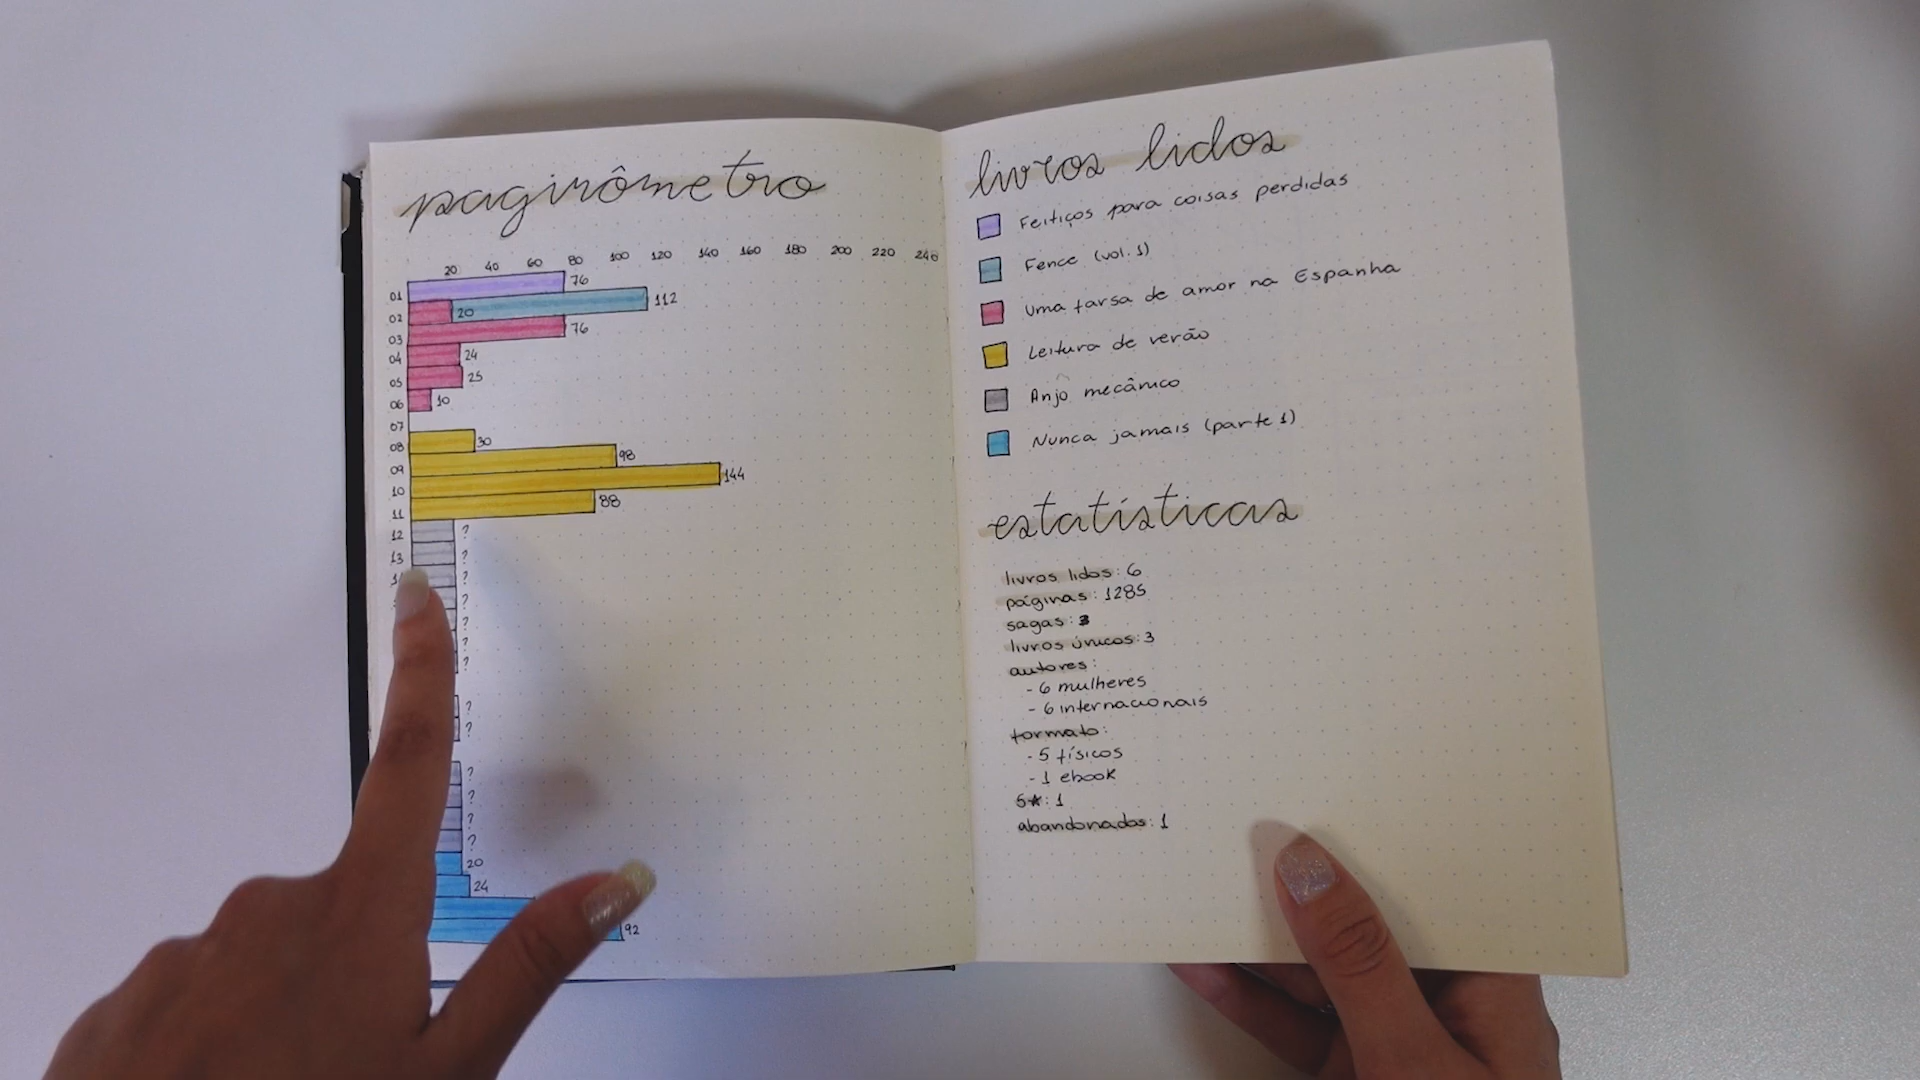 paginômetro
20 40 60 80 100 120 140 160 180 200 220 240
01 76
02 20 112
03 76
04 24
05 25
06 10
07
08 30
09 98
10 144
11 88
12 ?
13 ?
?
?
?
?
?
?
?
?
?
?
?
20
24
92
livros lidos
Feitiços para coisas perdidas
Fence (vol. 1)
Uma farsa de amor na Espanha
Leitura de verão
Anjo mecânico
Nunca jamais (parte 1)
estatísticas
livros lidos: 6
páginas: 1285
sagas: 3
livros únicos: 3
autores:
- 6 mulheres
- 6 internacionais
formato:
- 5 físicos
- 1 ebook
5★: 1
abandonados: 1